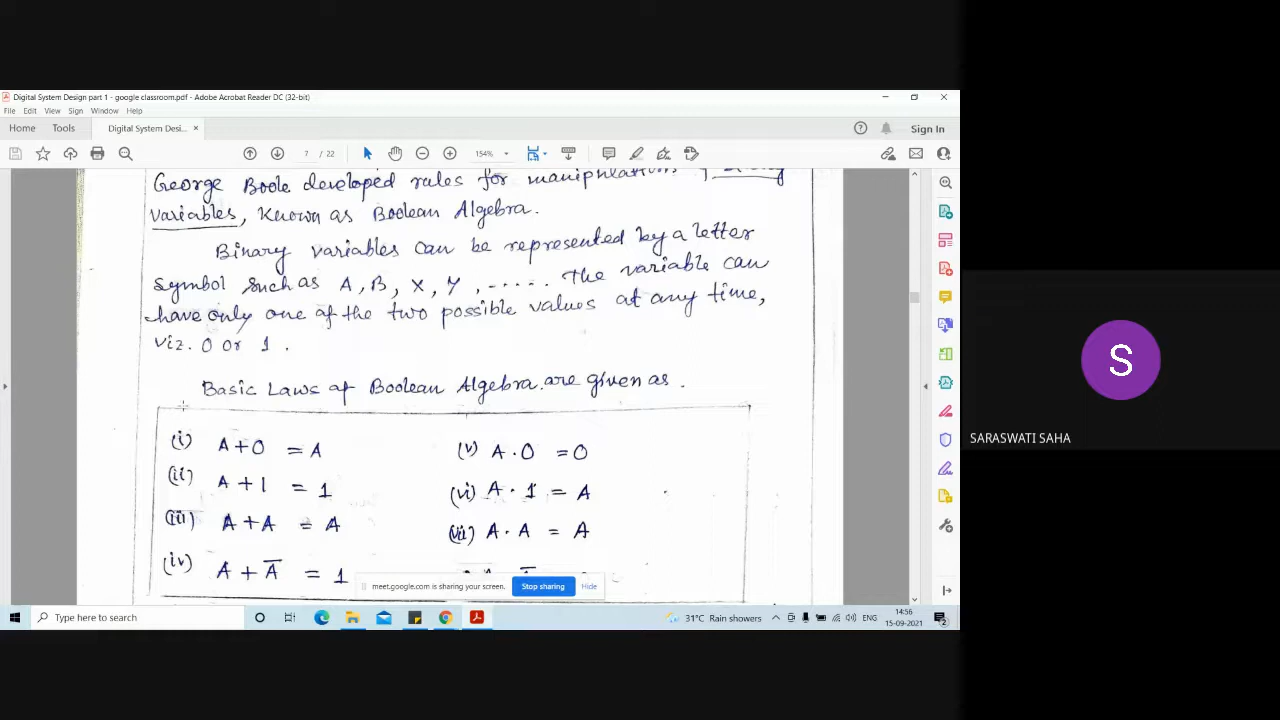 Digital System Design part 1 - google classroom.pdf - Adobe Acrobat Reader DC (32-bit)
File Edit View Sign Window Help
Home Tools Digital System Desi... × Sign In
7 / 22 154%
George Boole developed rules for manipulations
variables, known as Boolean Algebra.
Binary variables can be represented by a letter
symbol such as A, B, X, Y, ..... The variable can
have only one of the two possible values at any time,
viz. 0 or 1.
Basic Laws of Boolean Algebra are given as.
(i) A+0 = A (v) A·0 = 0
(ii) A+1 = 1 (vi) A·1 = A
(iii) A+A = A (vii) A·A = A
(iv) A+A̅ = 1
meet.google.com is sharing your screen. Stop sharing Hide
S
SARASWATI SAHA
Type here to search
31°C Rain showers ENG 14:56
15-09-2021
2